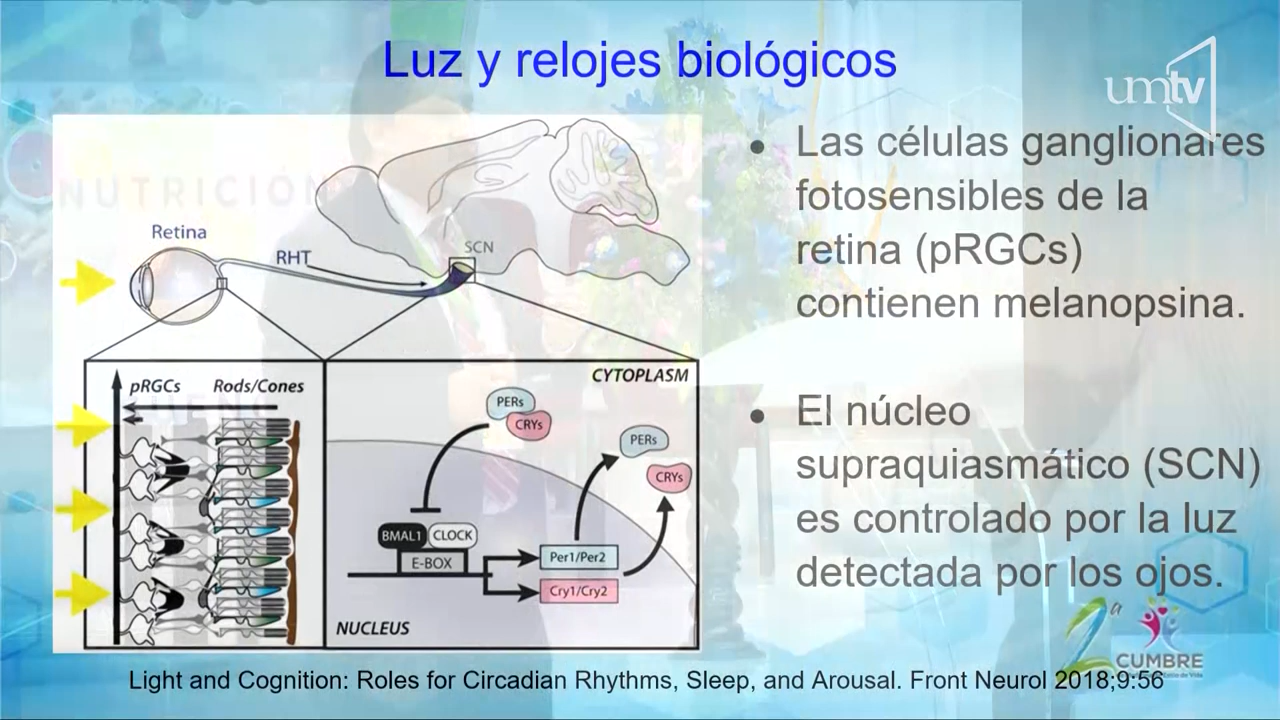 Luz y relojes biológicos
umtv
NUTRICIÓN
Retina
RHT
SCN
pRGCs
Rods/Cones
CYTOPLASM
PERs
CRYs
PERs
CRYs
BMAL1
CLOCK
E-BOX
Per1/Per2
Cry1/Cry2
NUCLEUS
• Las células ganglionares
fotosensibles de la
retina (pRGCs)
contienen melanopsina.
• El núcleo
supraquiasmático (SCN)
es controlado por la luz
detectada por los ojos.
2ª
CUMBRE
Light and Cognition: Roles for Circadian Rhythms, Sleep, and Arousal. Front Neurol 2018;9:56